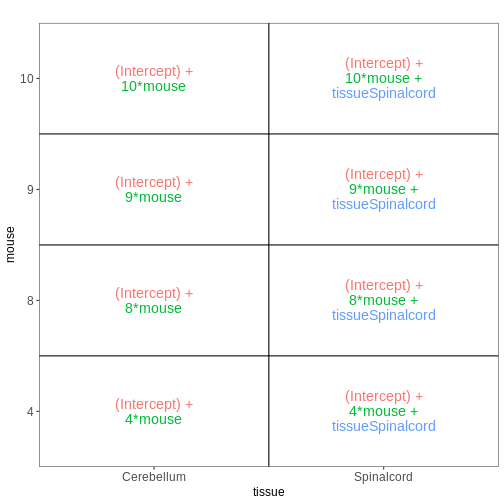 10
(Intercept) +
10*mouse
(Intercept) +
10*mouse +
tissueSpinalcord
9
(Intercept) +
9*mouse
(Intercept) +
9*mouse +
tissueSpinalcord
mouse
8
(Intercept) +
8*mouse
(Intercept) +
8*mouse +
tissueSpinalcord
4
(Intercept) +
4*mouse
(Intercept) +
4*mouse +
tissueSpinalcord
Cerebellum
Spinalcord
tissue